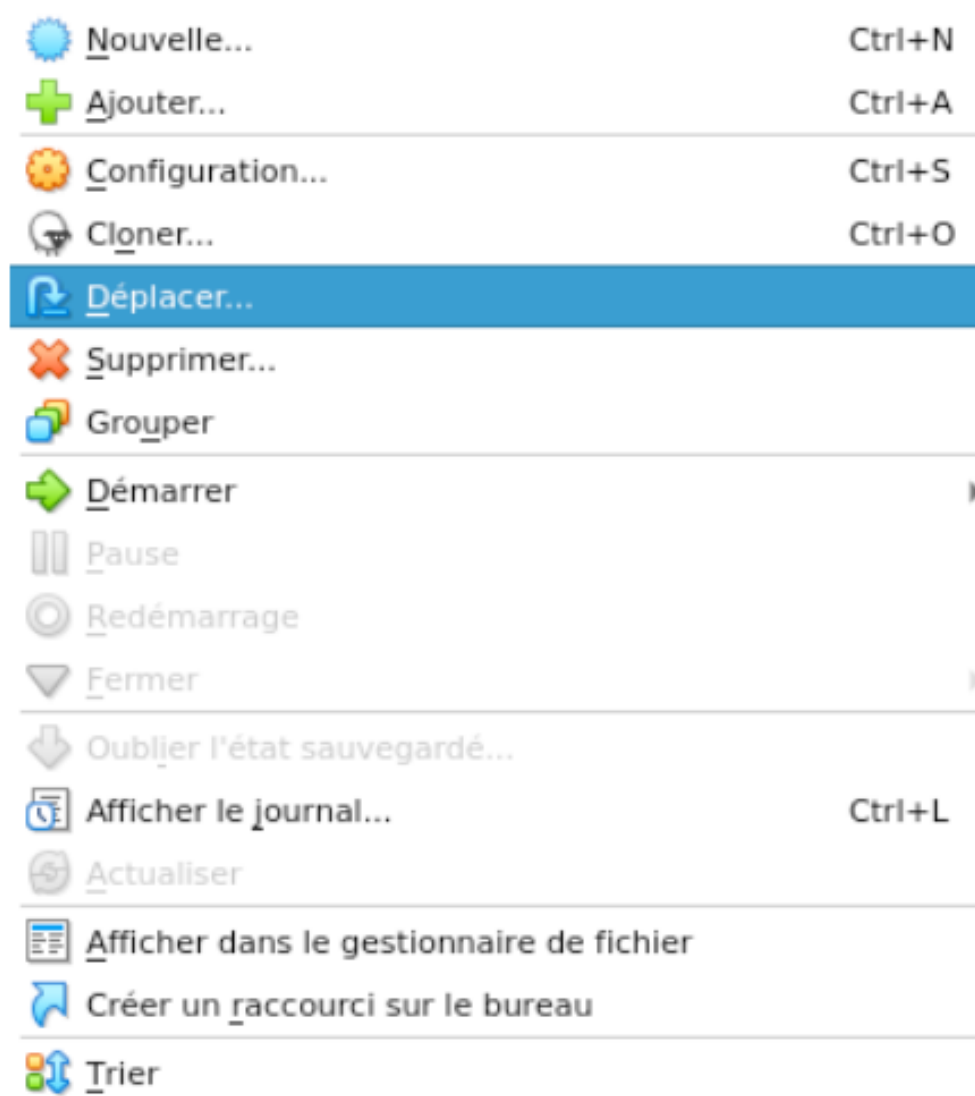 Nouvelle... Ctrl+N
Ajouter... Ctrl+A
Configuration... Ctrl+S
Cloner... Ctrl+O
Déplacer...
Supprimer...
Grouper
Démarrer
Pause
Redémarrage
Fermer
Oublier l'état sauvegardé...
Afficher le journal... Ctrl+L
Actualiser
Afficher dans le gestionnaire de fichier
Créer un raccourci sur le bureau
Trier